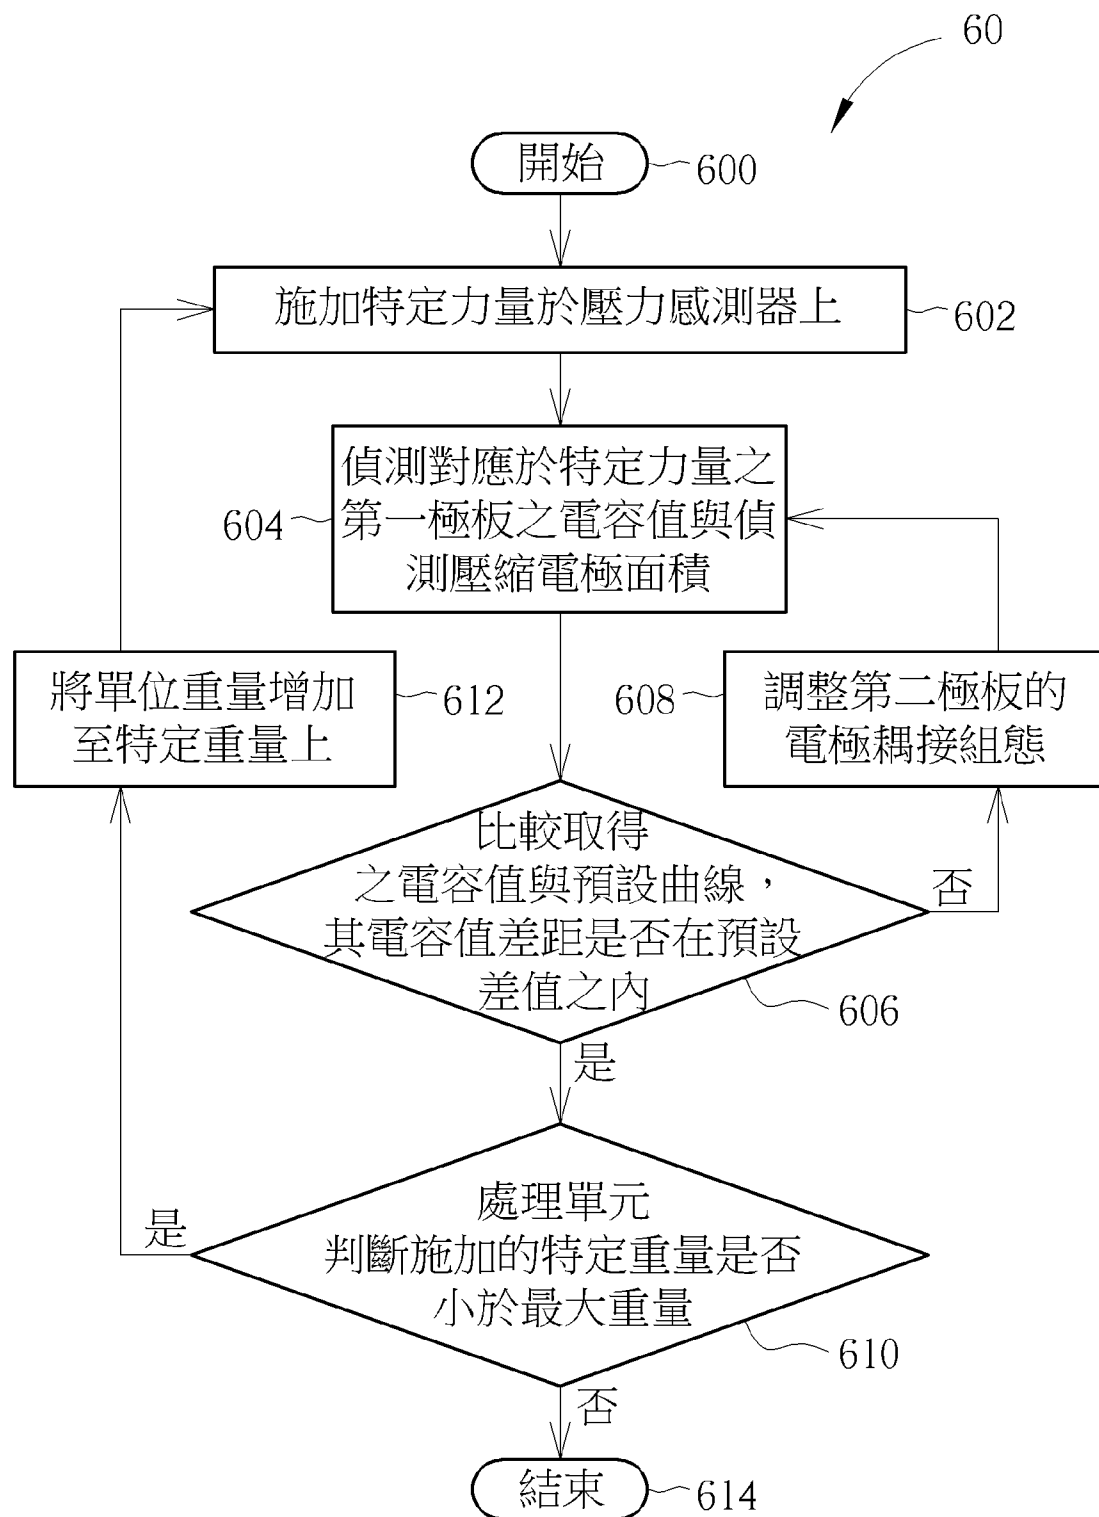 60
開始
600
施加特定力量於壓力感測器上
602
偵測對應於特定力量之
第一極板之電容值與偵
測壓縮電極面積
604
將單位重量增加
至特定重量上
612
608
調整第二極板的
電極耦接組態
比較取得
之電容值與預設曲線，
其電容值差距是否在預設
差值之內
606
否
是
處理單元
判斷施加的特定重量是否
小於最大重量
610
是
否
結束
614